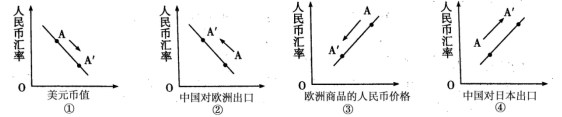 人民币汇率
A
A′
O
美元币值
①
人民币汇率
A′
A
O
中国对欧洲出口
②
人民币汇率
A
A′
O
欧洲商品的人民币价格
③
人民币汇率
A′
A
O
中国对日本出口
④